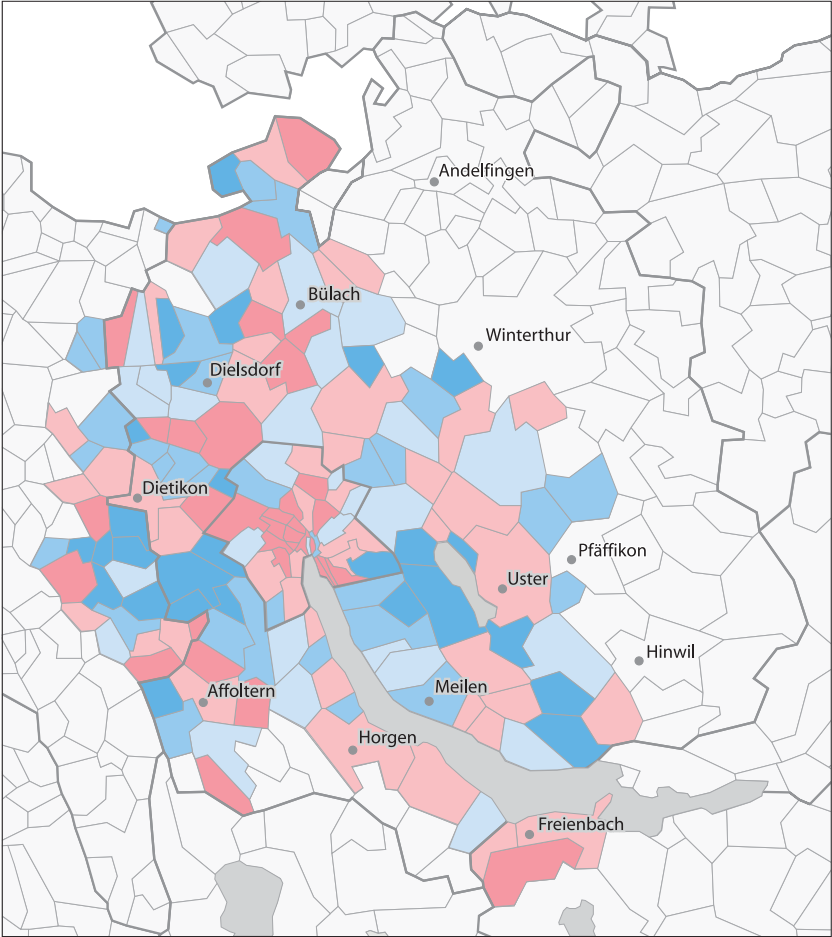 Andelfingen
Bülach
Winterthur
Dielsdorf
Dietikon
Pfäffikon
Uster
Hinwil
Affoltern
Meilen
Horgen
Freienbach